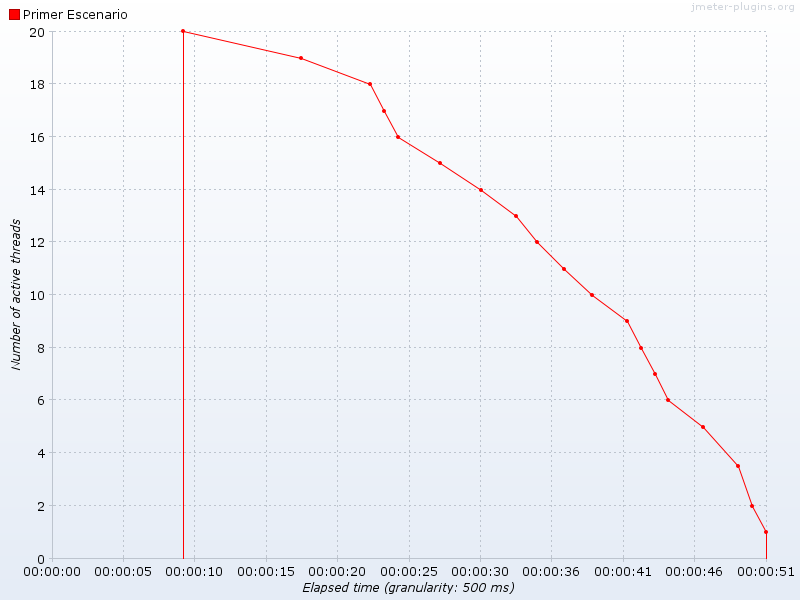 jmeter-plugins.org
Primer Escenario
20
18
16
14
12
10
8
6
4
2
0
Number of active threads
00:00:00 00:00:05 00:00:10 00:00:15 00:00:20 00:00:25 00:00:30 00:00:36 00:00:41 00:00:46 00:00:51
Elapsed time (granularity: 500 ms)